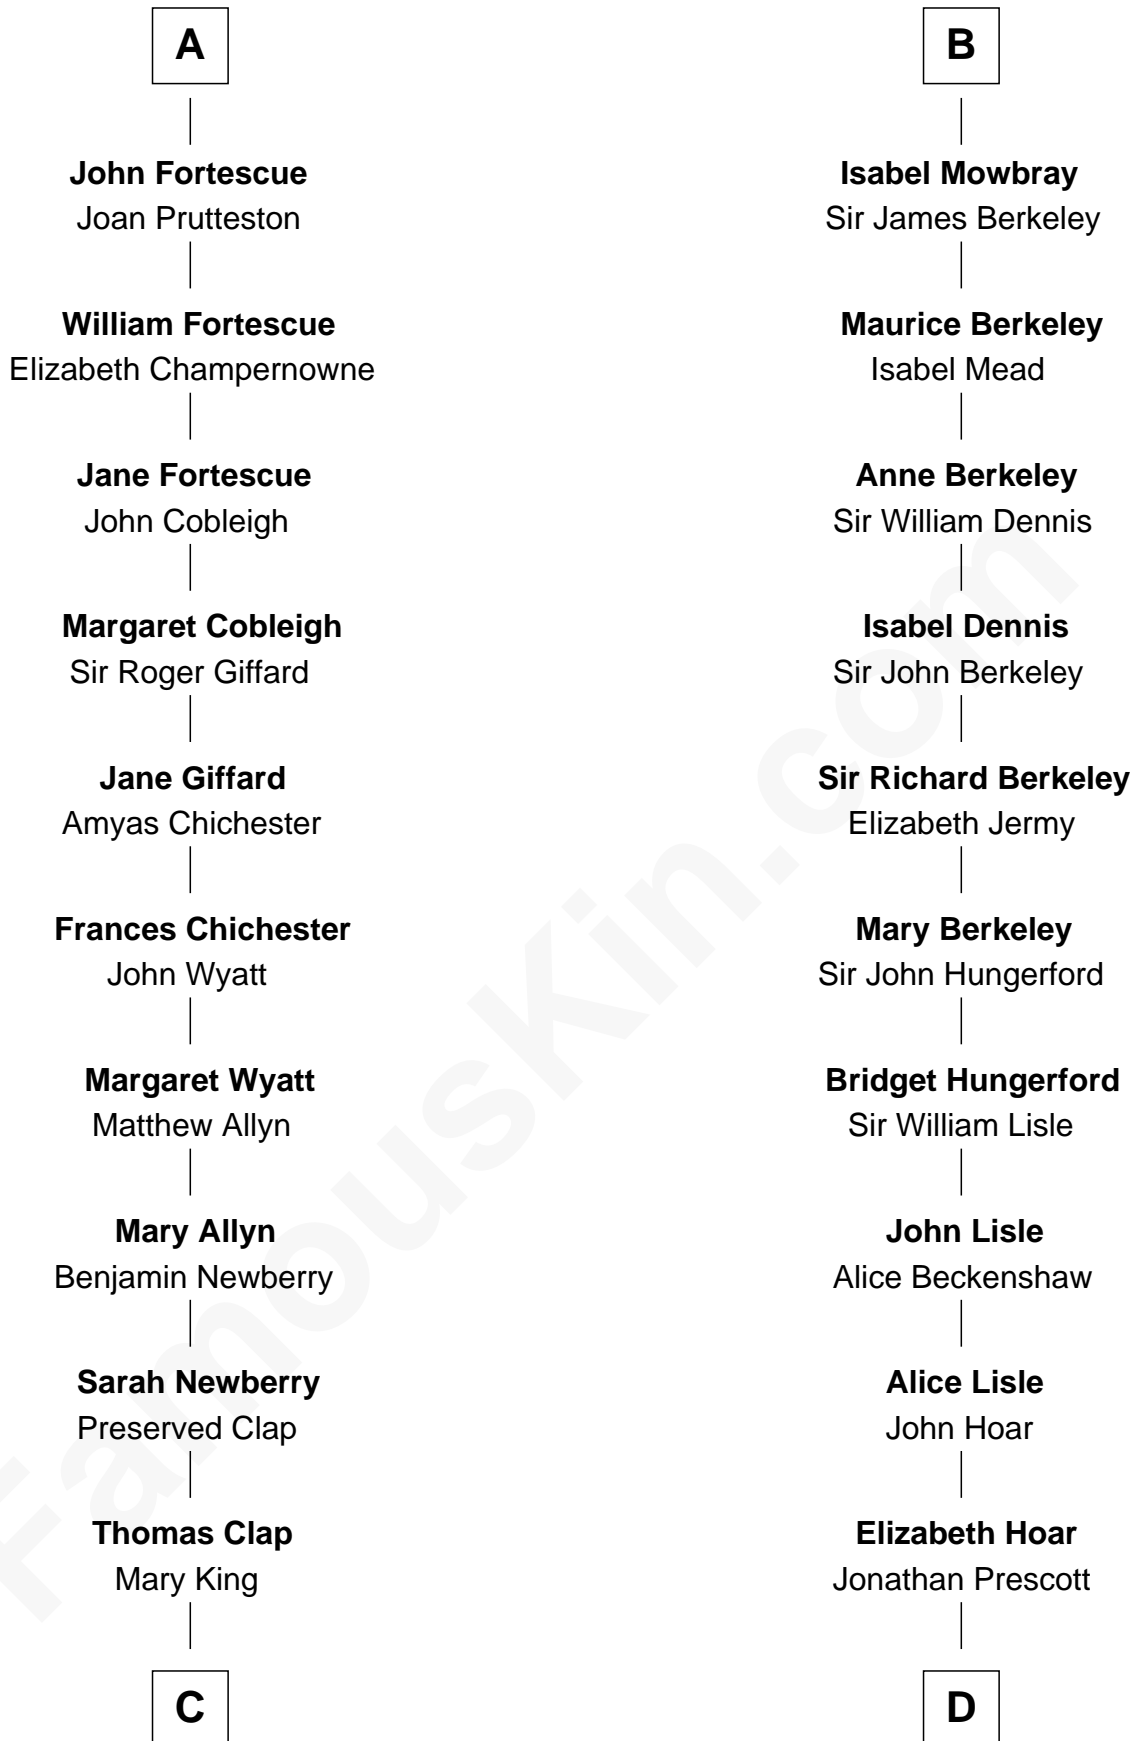 A
John Fortescue
Joan Prutteston
William Fortescue
Elizabeth Champernowne
Jane Fortescue
John Cobleigh
Margaret Cobleigh
Sir Roger Giffard
Jane Giffard
Amyas Chichester
Frances Chichester
John Wyatt
Margaret Wyatt
Matthew Allyn
Mary Allyn
Benjamin Newberry
Sarah Newberry
Preserved Clap
Thomas Clap
Mary King
C
B
Isabel Mowbray
Sir James Berkeley
Maurice Berkeley
Isabel Mead
Anne Berkeley
Sir William Dennis
Isabel Dennis
Sir John Berkeley
Sir Richard Berkeley
Elizabeth Jermy
Mary Berkeley
Sir John Hungerford
Bridget Hungerford
Sir William Lisle
John Lisle
Alice Beckenshaw
Alice Lisle
John Hoar
Elizabeth Hoar
Jonathan Prescott
D
FamousKin.com